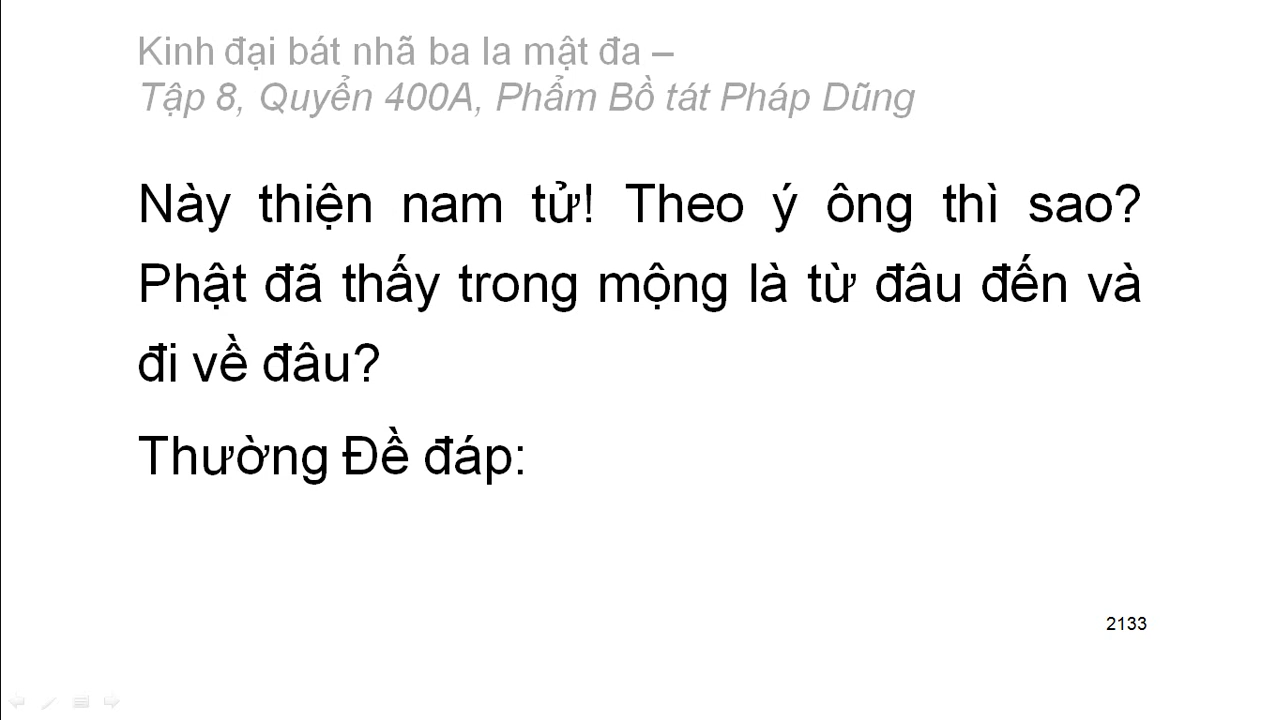 Kinh đại bát nhã ba la mật đa –
Tập 8, Quyển 400A, Phẩm Bồ tát Pháp Dũng
Này thiện nam tử! Theo ý ông thì sao?
Phật đã thấy trong mộng là từ đâu đến và
đi về đâu?
Thường Đề đáp:
2133